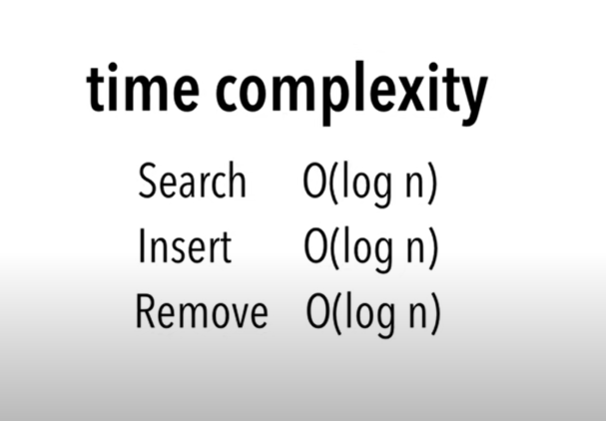 time complexity
Search O(log n)
Insert O(log n)
Remove O(log n)